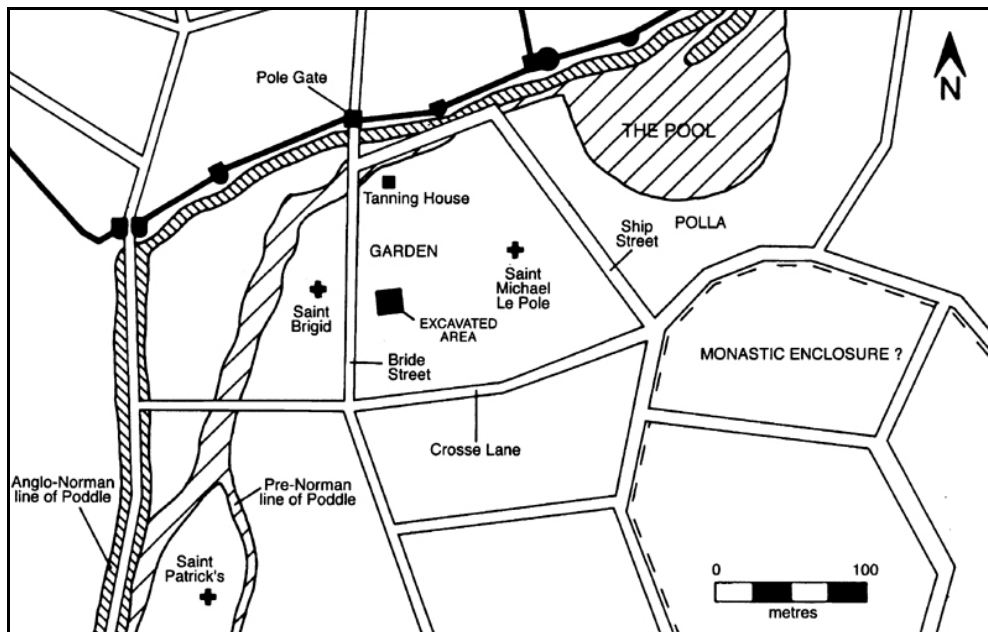 Pole Gate
N
THE POOL
Tanning House
POLLA
Ship
Street
GARDEN
Saint
Michael
Le Pole
Saint
Brigid
EXCAVATED
AREA
MONASTIC ENCLOSURE ?
Bride
Street
Crosse Lane
Anglo-Norman
line of Poddle
Pre-Norman
line of Poddle
Saint
Patrick's
0 100
metres